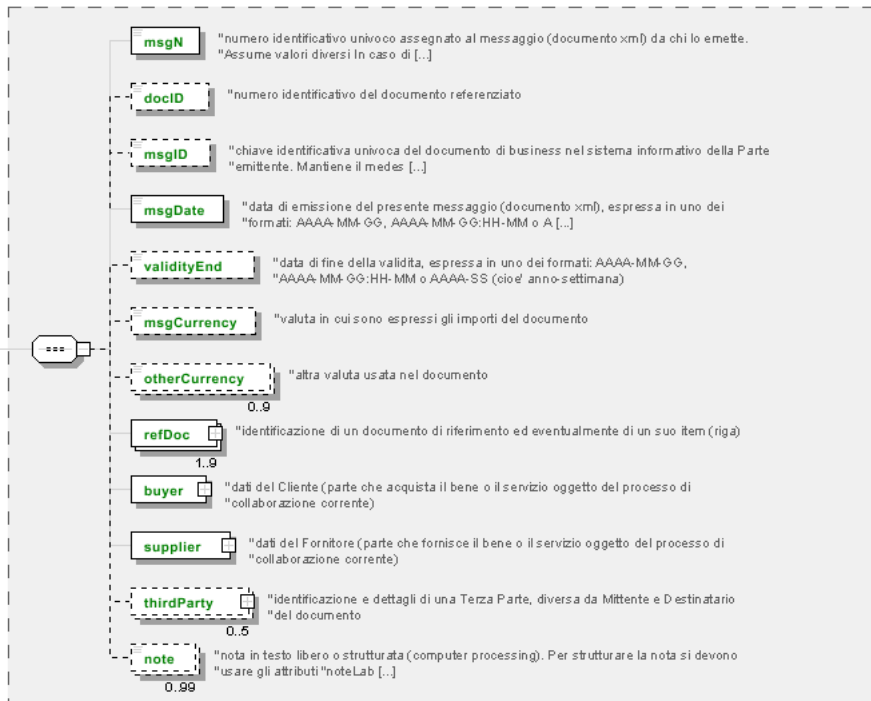 msgN
"numero identificativo univoco assegnato al messaggio (documento xml) da chi lo emette.
"Assume valori diversi In caso di [...]
docID
"numero identificativo del documento referenziato
msgID
"chiave identificativa univoca del documento di business nel sistema informativo della Parte
"emittente. Mantiene il medes [...]
msgDate
"data di emissione del presente messaggio (documento xml), espressa in uno dei
"formati: AAAA-MM-GG, AAAA-MM-GG:HH-MM o A [...]
validityEnd
"data di fine della validita, espressa in uno dei formati: AAAA-MM-GG,
"AAAA-MM-GG:HH-MM o AAAA-SS (cioe' anno-settimana)
msgCurrency
"valuta in cui sono espressi gli importi del documento
otherCurrency
"altra valuta usata nel documento
0..9
refDoc
"identificazione di un documento di riferimento ed eventualmente di un suo item (riga)
1..9
buyer
"dati del Cliente (parte che acquista il bene o il servizio oggetto del processo di
"collaborazione corrente)
supplier
"dati del Fornitore (parte che fornisce il bene o il servizio oggetto del processo di
"collaborazione corrente)
thirdParty
"identificazione e dettagli di una Terza Parte, diversa da Mittente e Destinatario
"del documento
0..5
note
"nota in testo libero o strutturata (computer processing). Per strutturare la nota si devono
"usare gli attributi "noteLab [...]
0..99